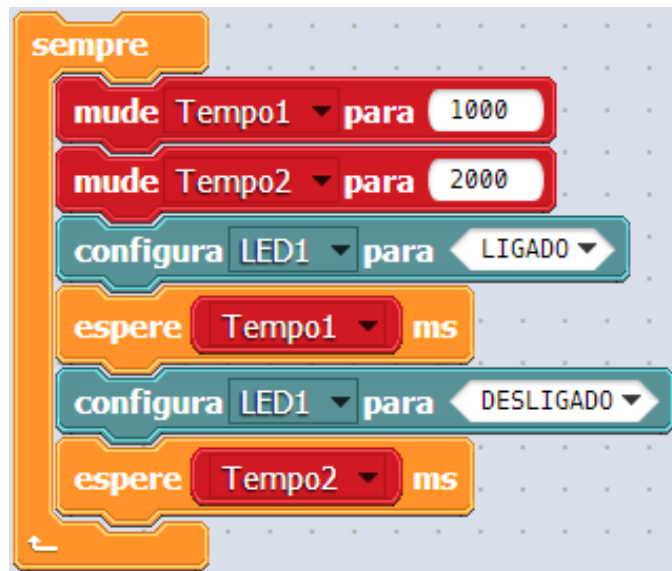 sempre
mude Tempo1 para 1000
mude Tempo2 para 2000
configura LED1 para LIGADO
espere Tempo1 ms
configura LED1 para DESLIGADO
espere Tempo2 ms